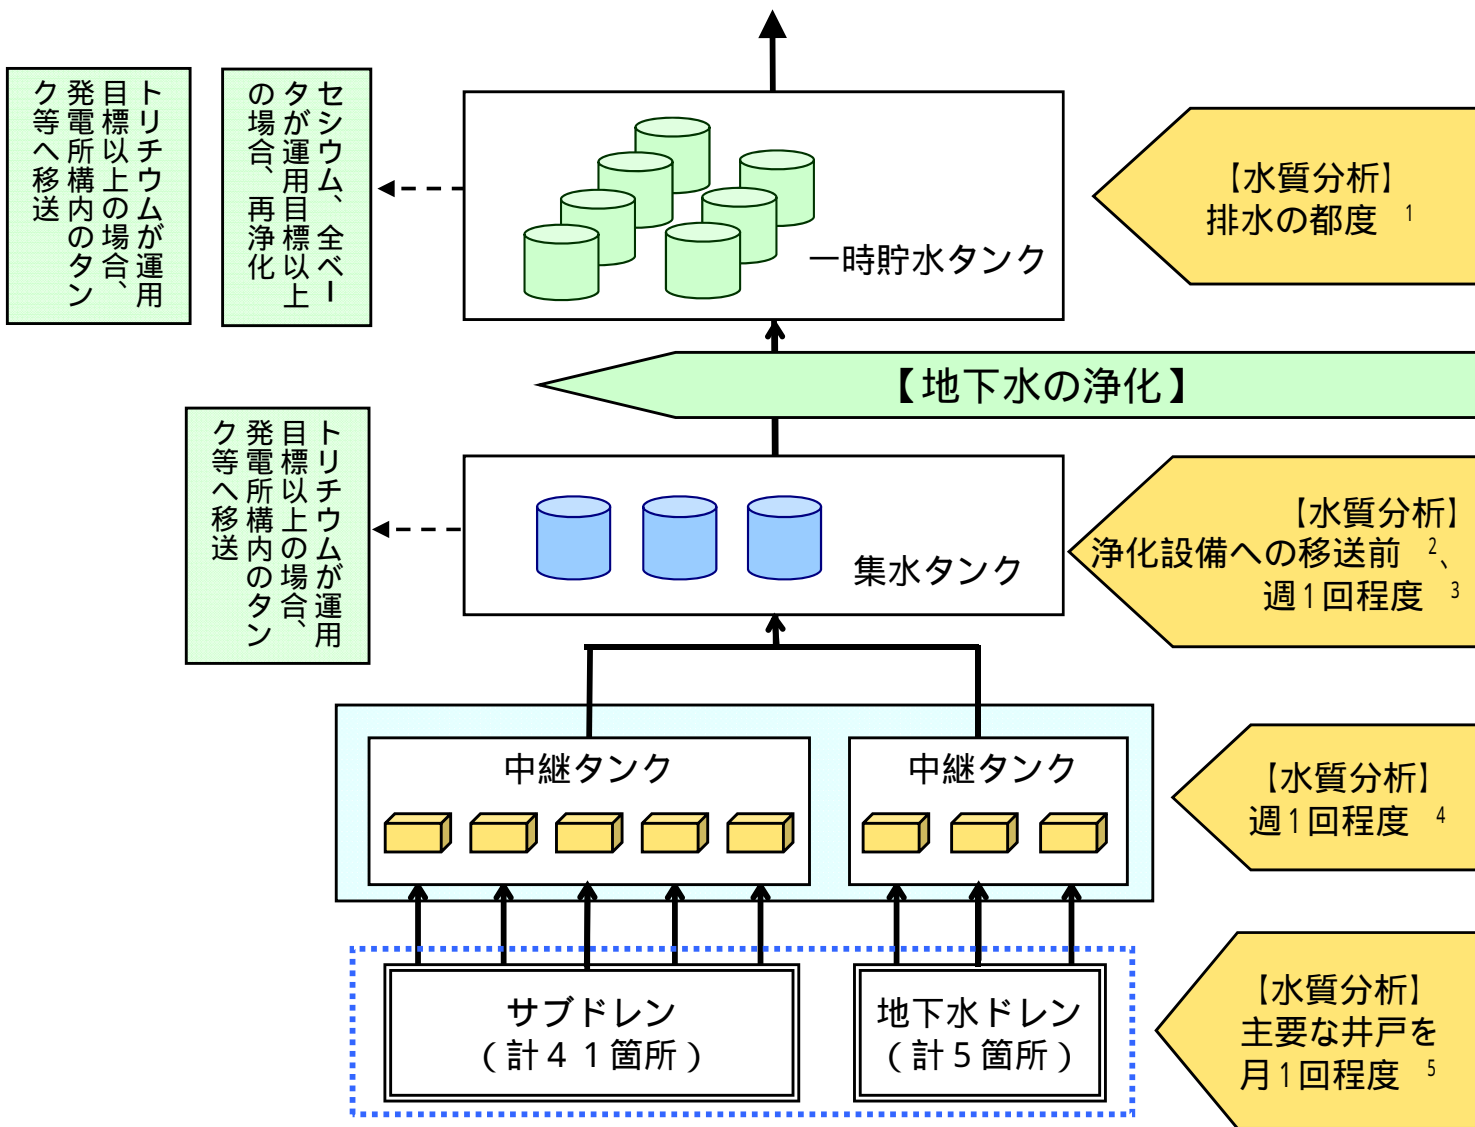 トリチウムが運用
目標以上の場合、
発電所構内のタン
ク等へ移送
セシウム、全ベー
タが運用目標以上
の場合、再浄化
一時貯水タンク
【水質分析】
排水の都度 1
【地下水の浄化】
トリチウムが運用
目標以上の場合、
発電所構内のタン
ク等へ移送
集水タンク
【水質分析】
浄化設備への移送前 2、
週1回程度 3
中継タンク
中継タンク
【水質分析】
週1回程度 4
サブドレン
（計４１箇所）
地下水ドレン
（計5箇所）
【水質分析】
主要な井戸を
月1回程度 5